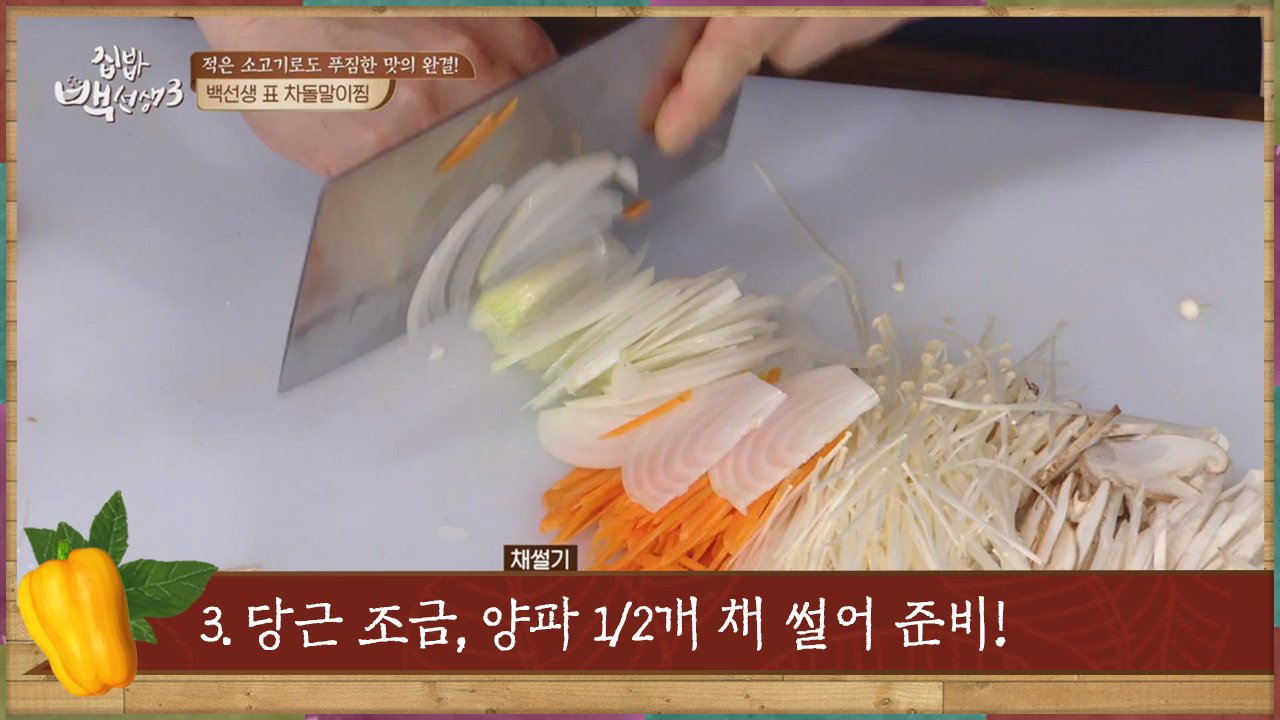 집밥
백선생3
적은 소고기로도 푸짐한 맛의 완결!
백선생 표 차돌말이찜
채썰기
3. 당근 조금, 양파 1/2개 채 썰어 준비!